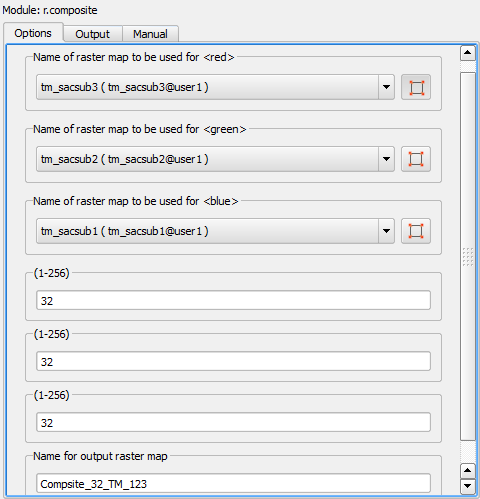 Module: r.composite
Options Output Manual
Name of raster map to be used for <red>
tm_sacsub3 ( tm_sacsub3@user1 )
Name of raster map to be used for <green>
tm_sacsub2 ( tm_sacsub2@user1 )
Name of raster map to be used for <blue>
tm_sacsub1 ( tm_sacsub1@user1 )
(1-256)
32
(1-256)
32
(1-256)
32
Name for output raster map
Compsite_32_TM_123